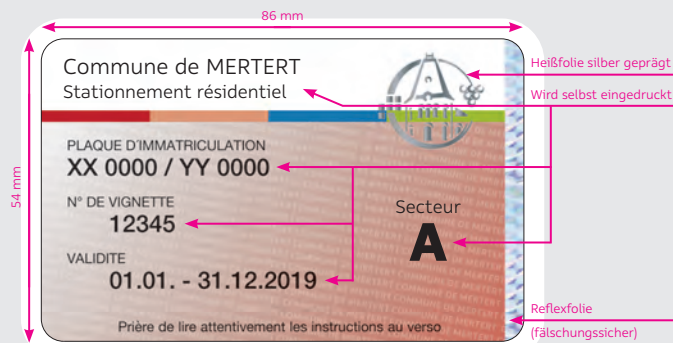 86 mm
54 mm
Commune de MERTERT
Stationnement résidentiel
Heißfolie silber geprägt
Wird selbst eingedruckt
PLAQUE D'IMMATRICULATION
XX 0000 / YY 0000
N° DE VIGNETTE
12345
Secteur
A
VALIDITE
01.01. - 31.12.2019
Prière de lire attentivement les instructions au verso
Reflexfolie
(fälschungssicher)